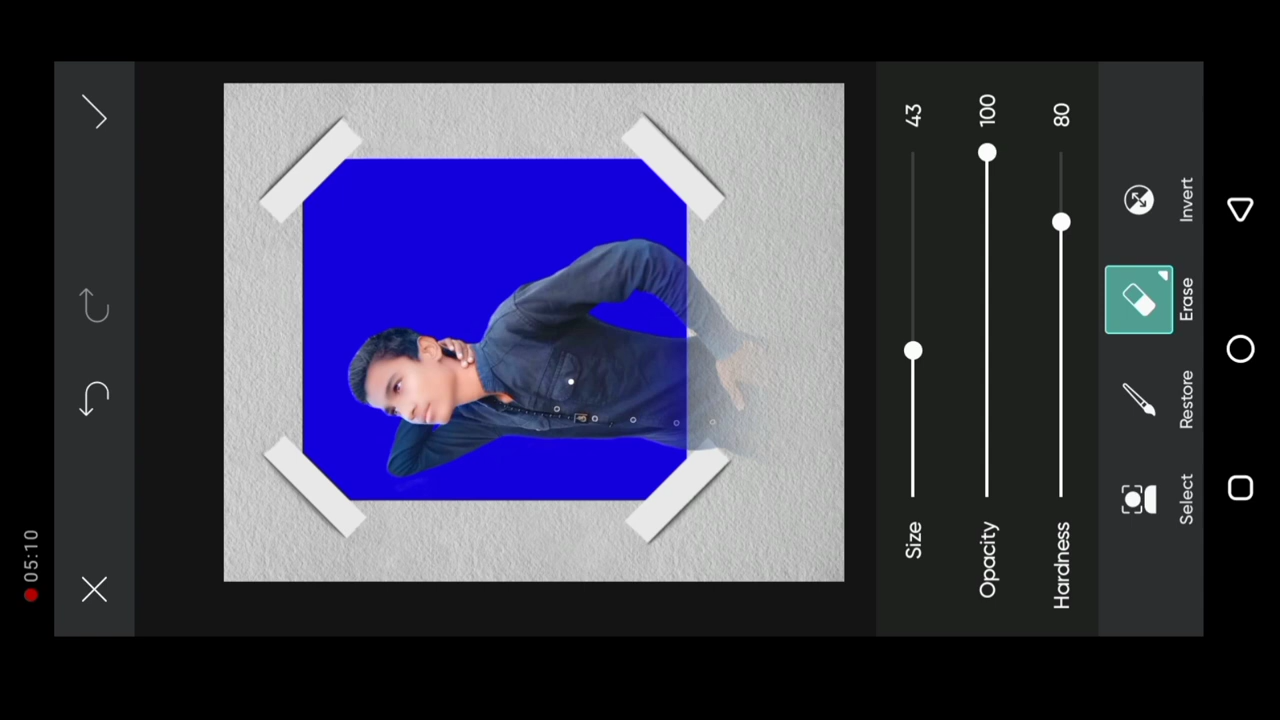 05:10
Size 43
Opacity 100
Hardness 80
Select
Restore
Erase
Invert